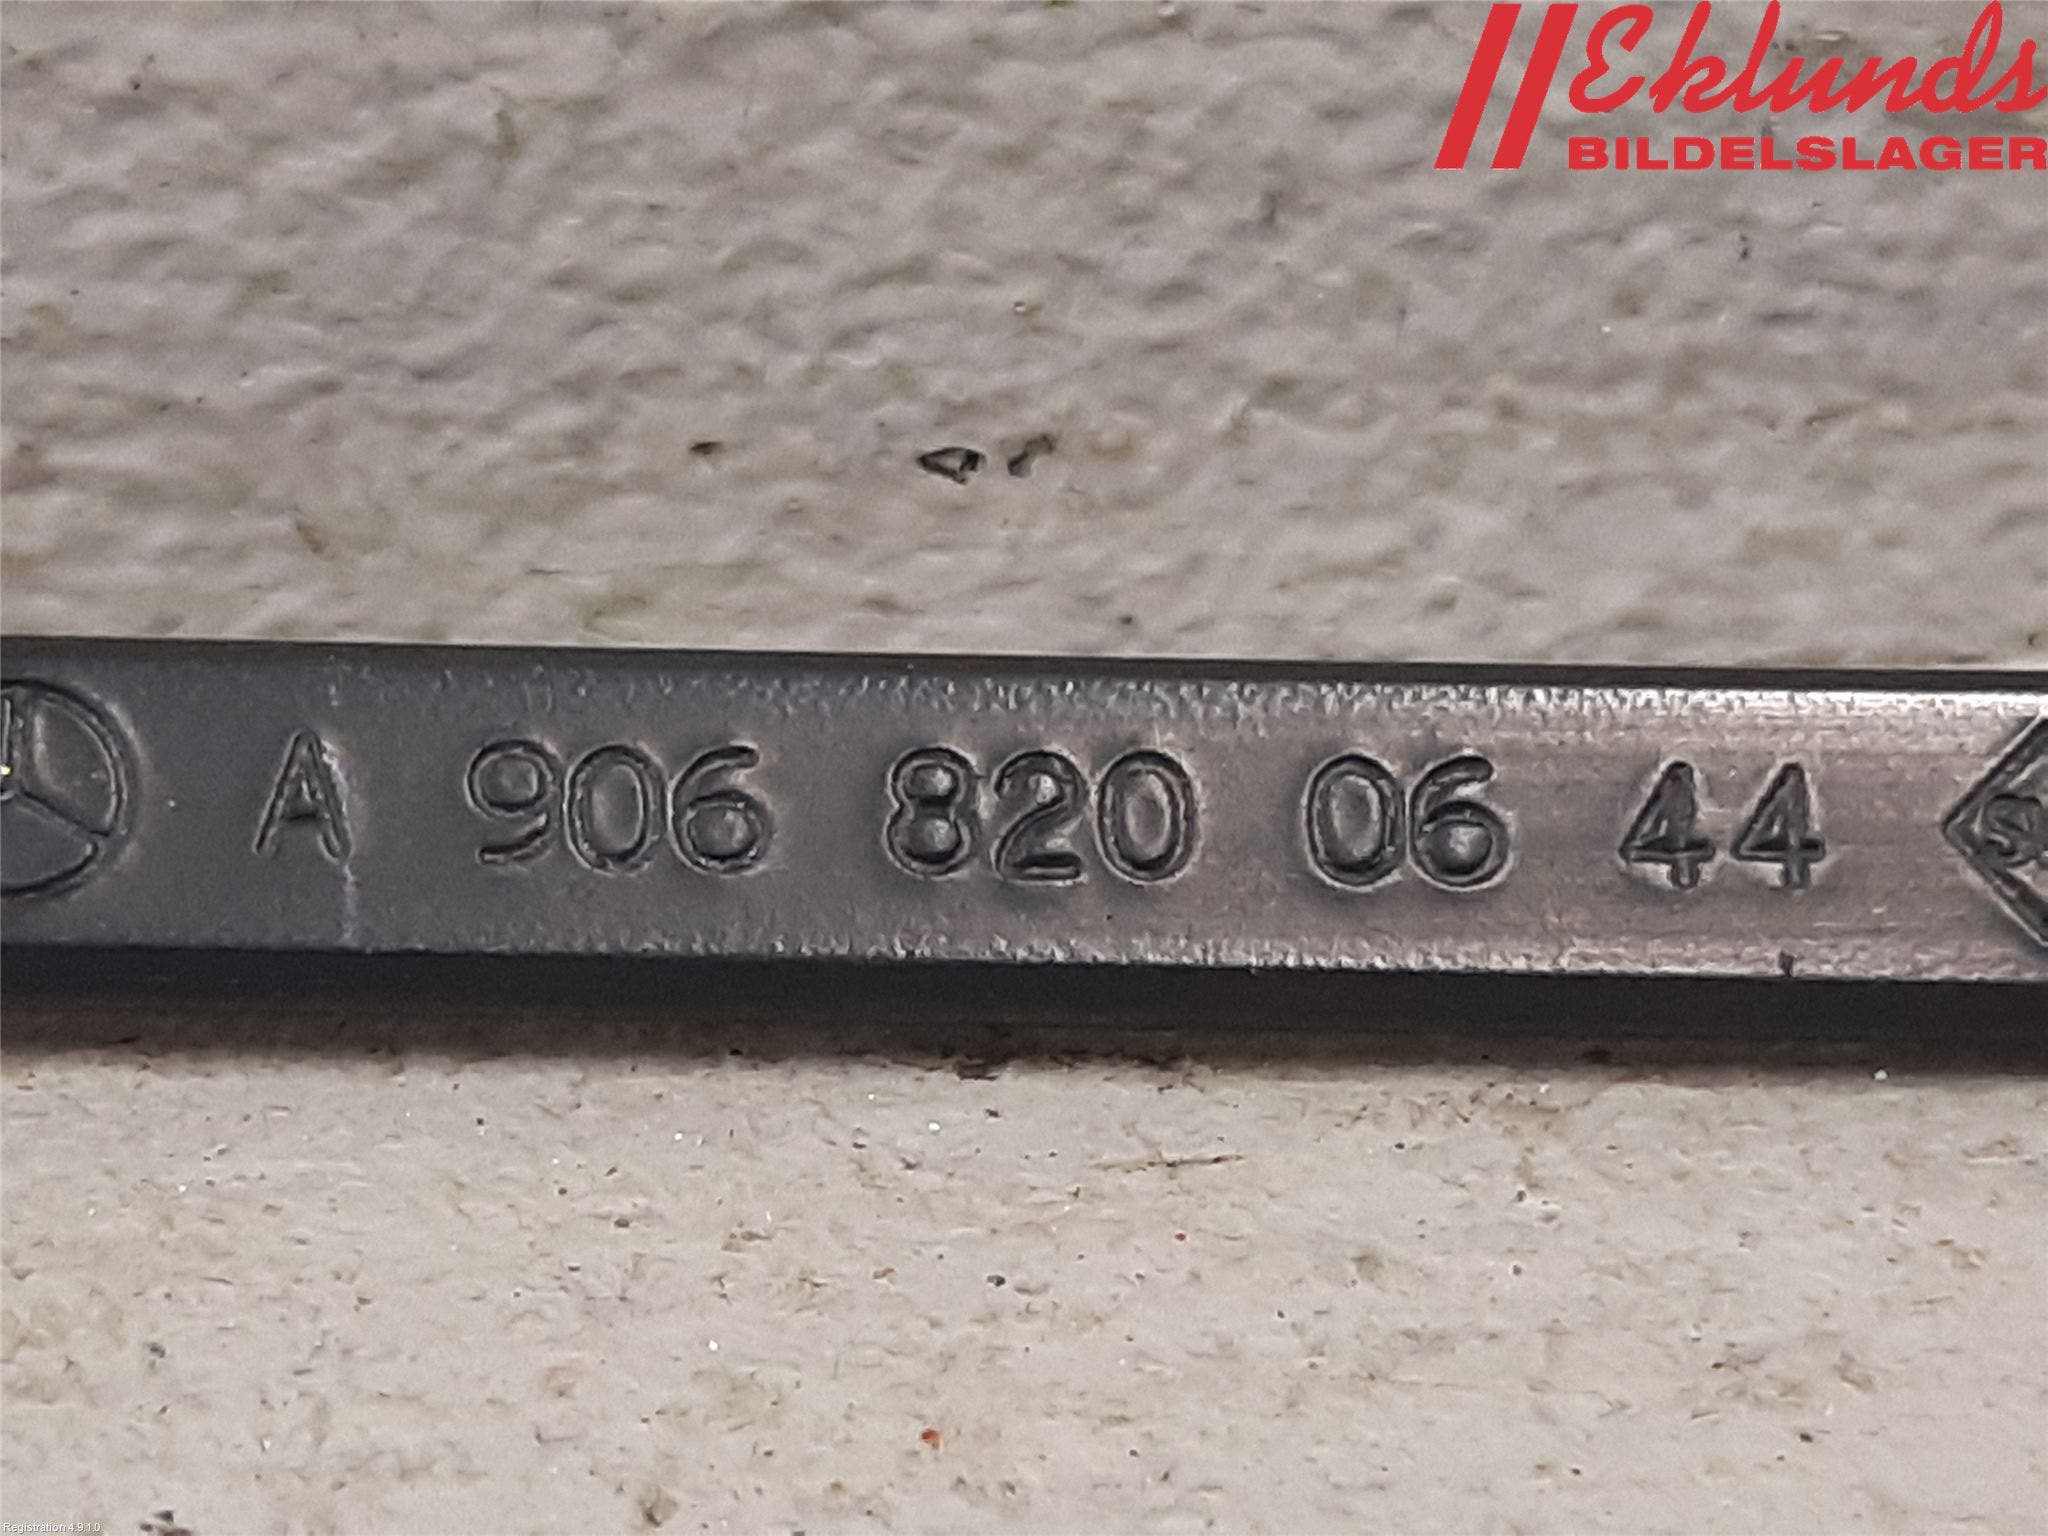 Eklunds
BILDELSLAGER
A 906 820 06 44
Registration 4.9.1.0